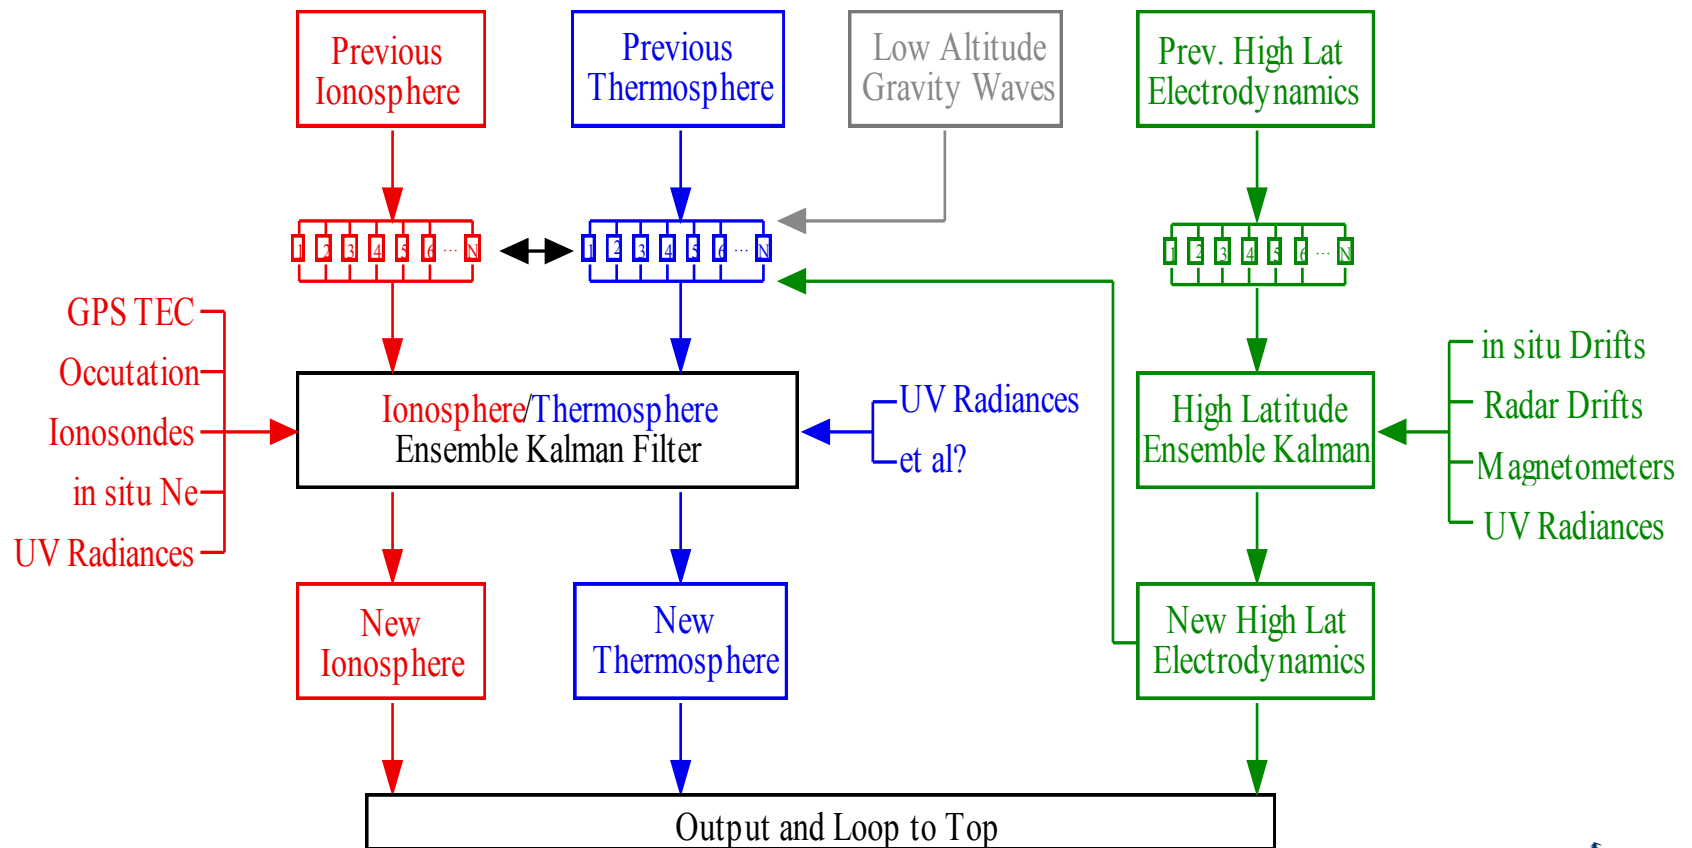 Previous
Ionosphere
Previous
Thermosphere
Low Altitude
Gravity Waves
Prev. High Lat
Electrodynamics
1 2 3 4 5 6 ... N
1 2 3 4 5 6 ... N
1 2 3 4 5 6 ... N
GPS TEC
Occutation
Ionosondes
in situ Ne
UV Radiances
Ionosphere/Thermosphere
Ensemble Kalman Filter
UV Radiances
et al?
High Latitude
Ensemble Kalman
in situ Drifts
Radar Drifts
Magnetometers
UV Radiances
New
Ionosphere
New
Thermosphere
New High Lat
Electrodynamics
Output and Loop to Top